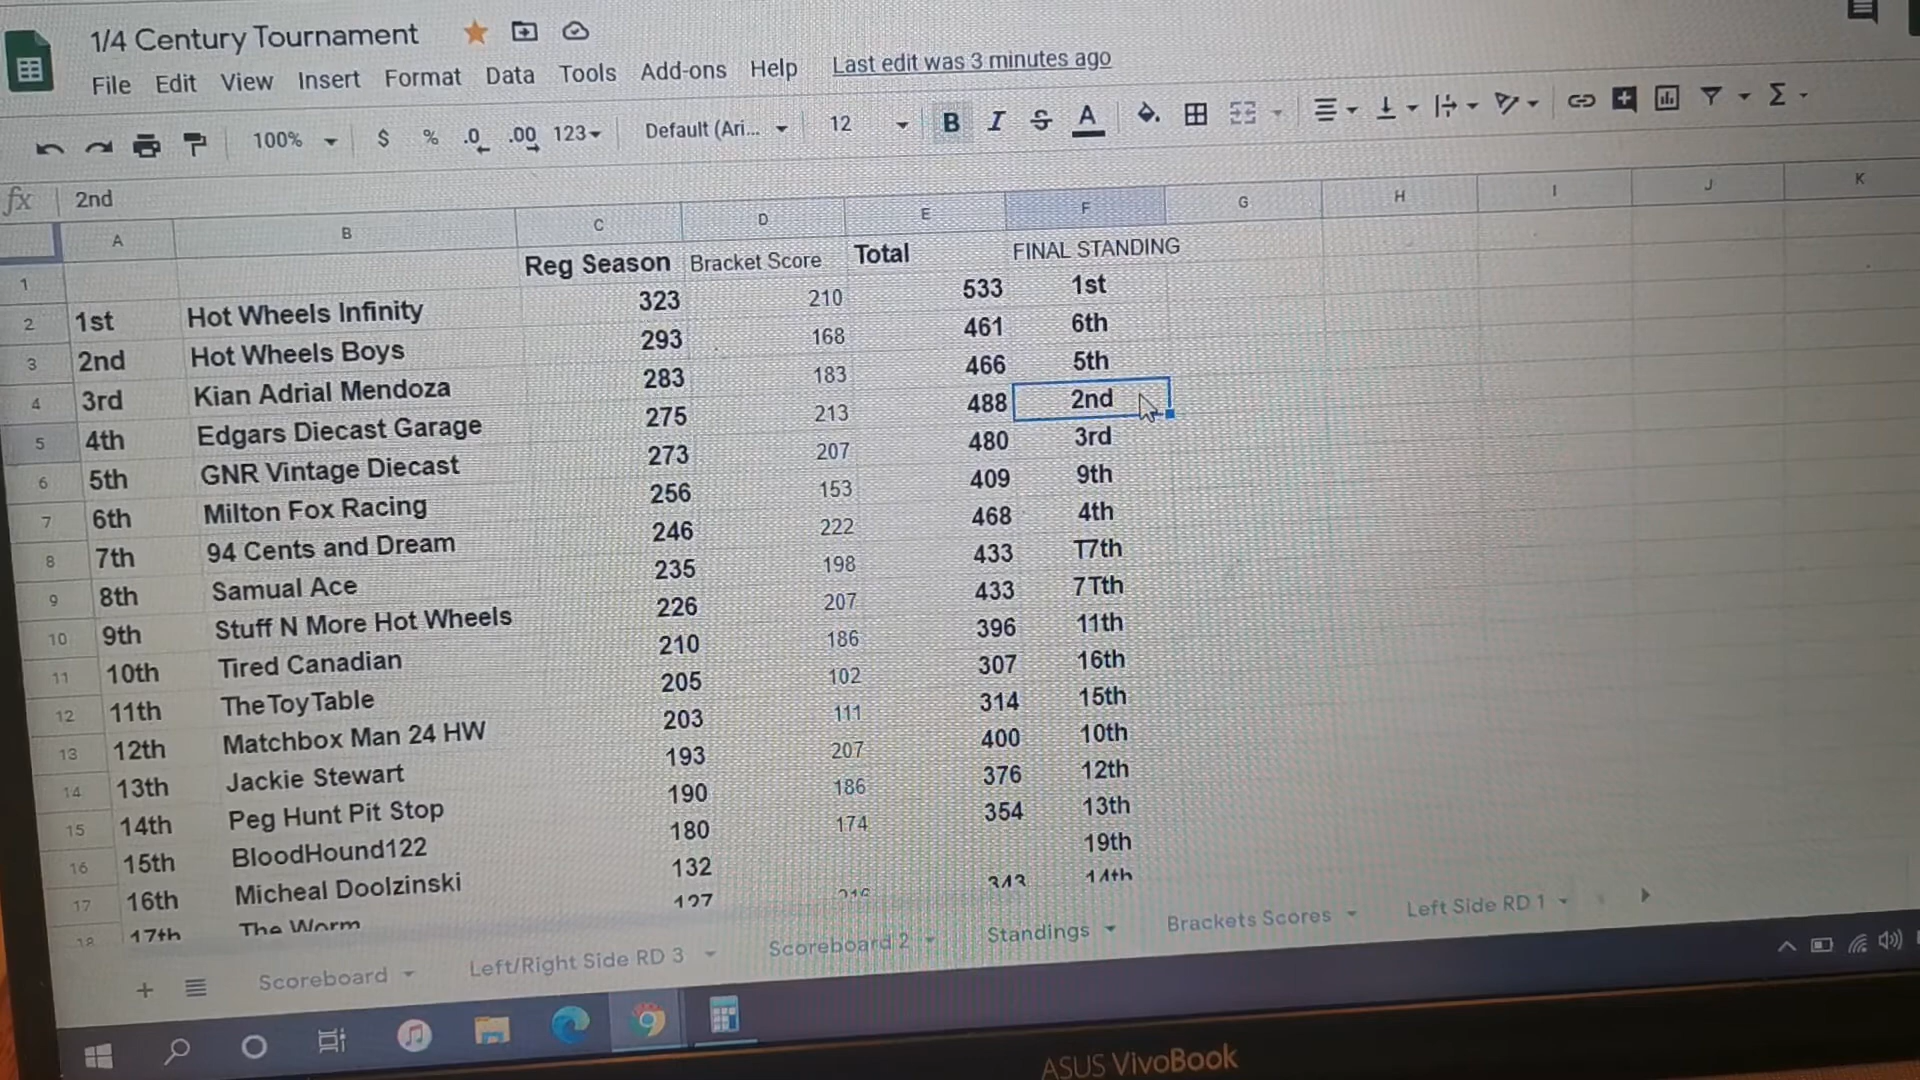 1/4 Century Tournament
File Edit View Insert Format Data Tools Add-ons Help Last edit was 3 minutes ago
100% $ % .0 .00 123 Default (Ari... 12 B I S A
fx 2nd
A B C D E F G H I J K
1 Reg Season Bracket Score Total FINAL STANDING
2 1st Hot Wheels Infinity 323 210 533 1st
3 2nd Hot Wheels Boys 293 168 461 6th
4 3rd Kian Adrial Mendoza 283 183 466 5th
5 4th Edgars Diecast Garage 275 213 488 2nd
6 5th GNR Vintage Diecast 273 207 480 3rd
7 6th Milton Fox Racing 256 153 409 9th
8 7th 94 Cents and Dream 246 222 468 4th
9 8th Samual Ace 235 198 433 T7th
10 9th Stuff N More Hot Wheels 226 207 433 7Tth
11 10th Tired Canadian 210 186 396 11th
12 11th TheToyTable 205 102 307 16th
13 12th Matchbox Man 24 HW 203 111 314 15th
14 13th Jackie Stewart 193 207 400 10th
15 14th Peg Hunt Pit Stop 190 186 376 12th
16 15th BloodHound122 180 174 354 13th
17 16th Micheal Doolzinski 132 19th
18 17th The Worm 127 216 343 14th
Scoreboard Left/Right Side RD 3 Scoreboard 2 Standings Brackets Scores Left Side RD 1
ASUS VivoBook